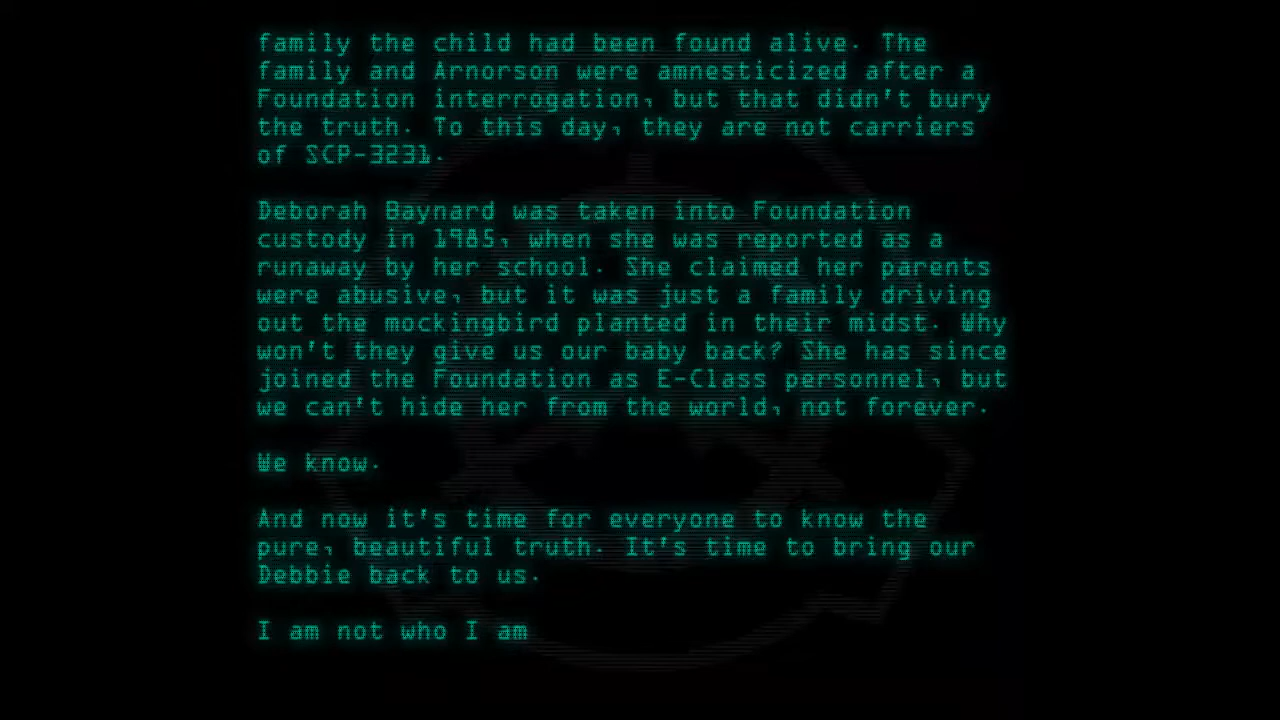 family the child had been found alive. The
family and Arnorson were amnesticized after a
Foundation interrogation, but that didn't bury
the truth. To this day, they are not carriers
of SCP-3231.
Deborah Baynard was taken into Foundation
custody in 1985, when she was reported as a
runaway by her school. She claimed her parents
were abusive, but it was just a family driving
out the mockingbird planted in their midst. Why
won't they give us our baby back? She has since
joined the Foundation as E-Class personnel, but
we can't hide her from the world, not forever.
We know.
And now it's time for everyone to know the
pure, beautiful truth. It's time to bring our
Debbie back to us.
I am not who I am